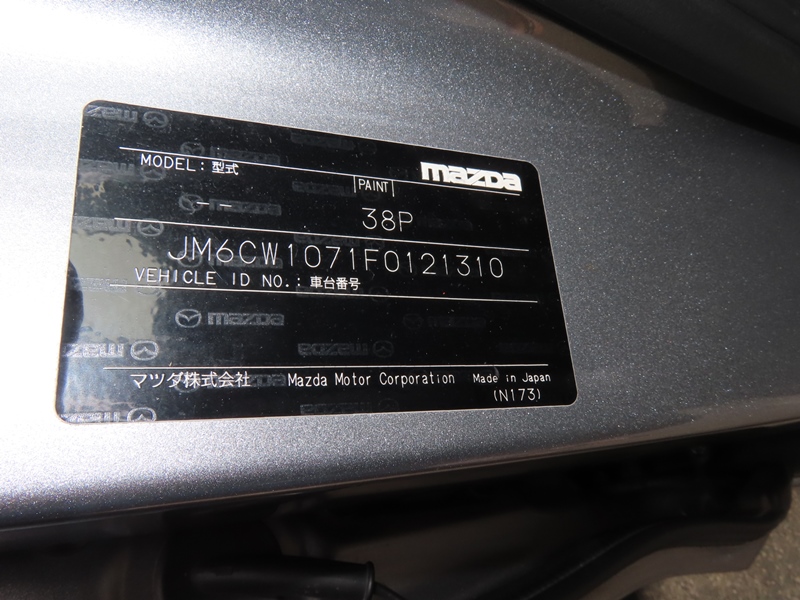 MODEL: 型式
PAINT
mazda
--
38P
JM6CW1071F0121310
VEHICLE ID NO.: 車台番号
mazda
マツダ株式会社 Mazda Motor Corporation Made in Japan
(N173)